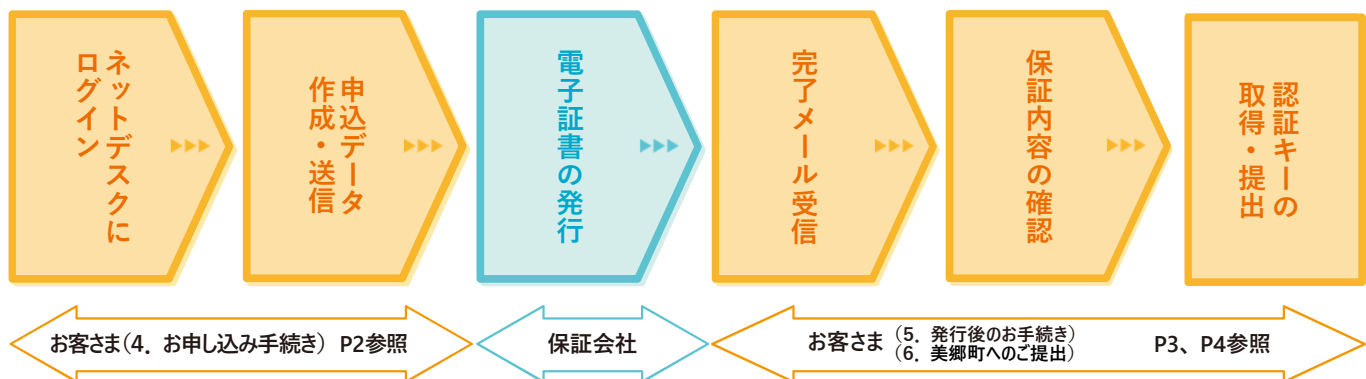 ネットデスクに
ログイン
申込データ
作成・送信
電子証書の発行
完了メール受信
保証内容の確認
認証キーの
取得・提出
お客さま(4．お申し込み手続き) P2参照
保証会社
お客さま (5．発行後のお手続き)
(6．美郷町へのご提出)
P3、P4参照